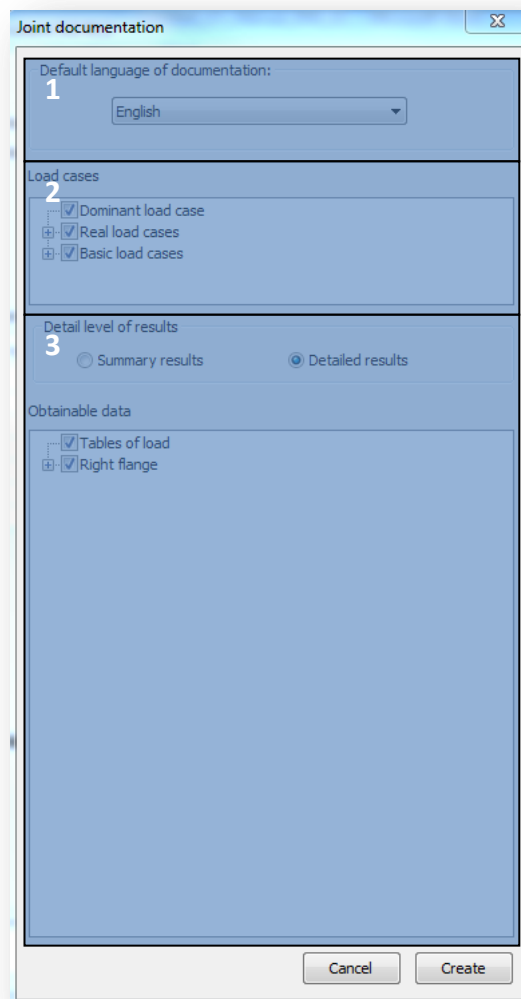 Joint documentation
Default language of documentation:
1
English
Load cases
2
Dominant load case
Real load cases
Basic load cases
Detail level of results
3
Summary results Detailed results
Obtainable data
Tables of load
Right flange
Cancel Create